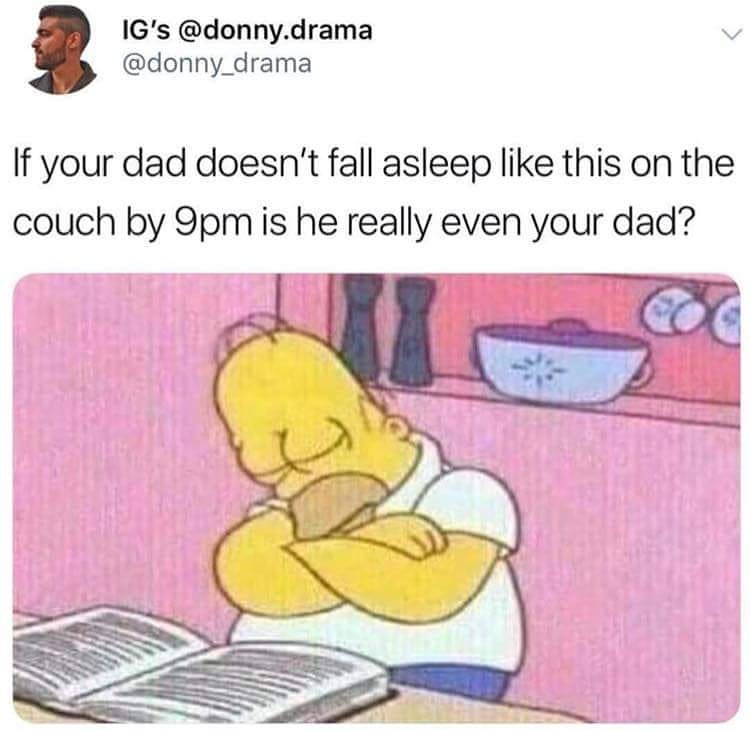 IG's @donny.drama
@donny_drama
If your dad doesn't fall asleep like this on the
couch by 9pm is he really even your dad?